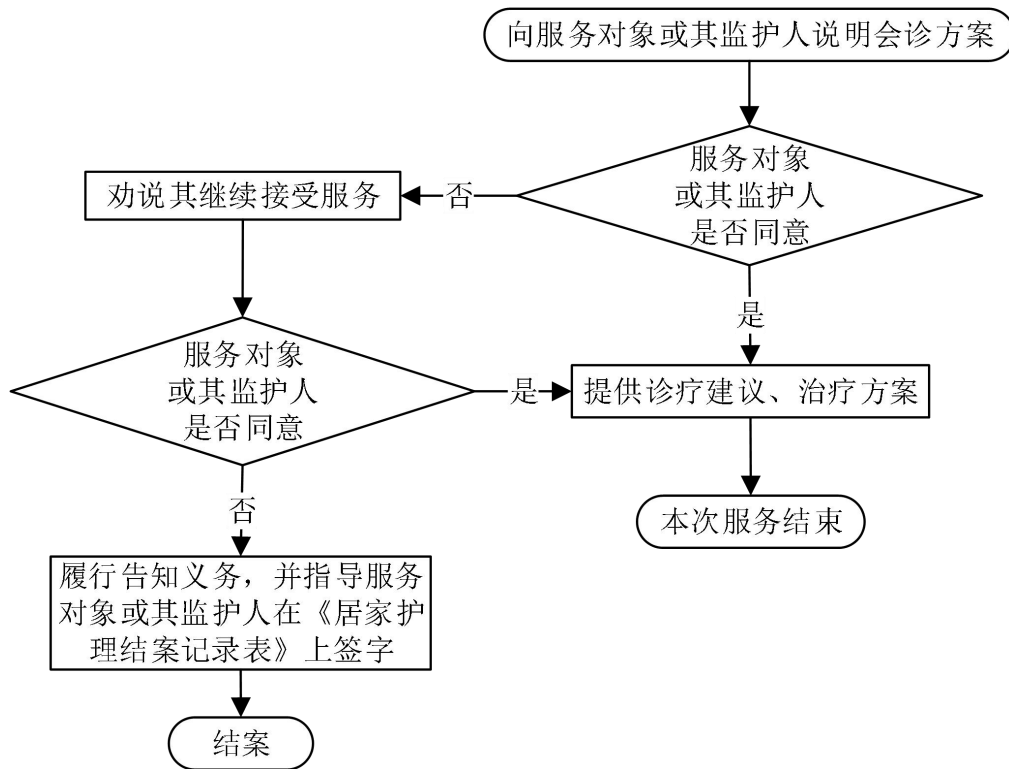 向服务对象或其监护人说明会诊方案
服务对象
或其监护人
是否同意
否
劝说其继续接受服务
是
服务对象
或其监护人
是否同意
是
提供诊疗建议、治疗方案
否
本次服务结束
履行告知义务，并指导服务
对象或其监护人在《居家护
理结案记录表》上签字
结案